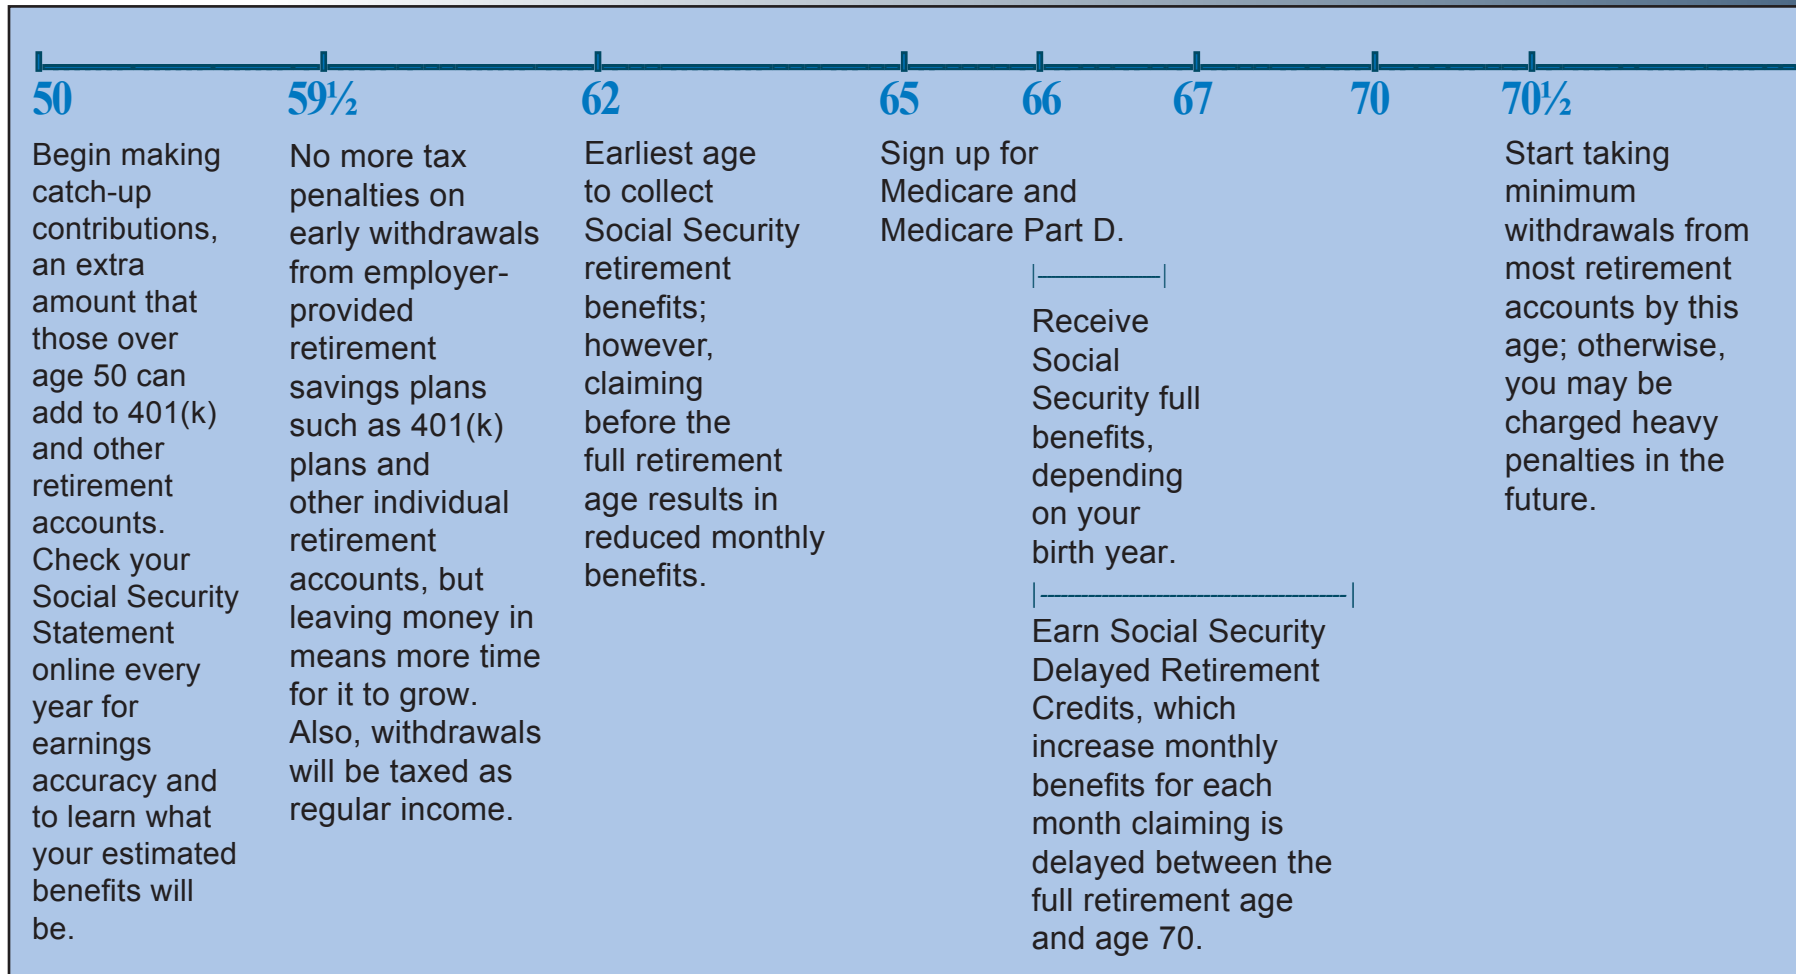 50
Begin making
catch-up
contributions,
an extra
amount that
those over
age 50 can
add to 401(k)
and other
retirement
accounts.
Check your
Social Security
Statement
online every
year for
earnings
accuracy and
to learn what
your estimated
benefits will
be.
59½
No more tax
penalties on
early withdrawals
from employer-
provided
retirement
savings plans
such as 401(k)
plans and
other individual
retirement
accounts, but
leaving money in
means more time
for it to grow.
Also, withdrawals
will be taxed as
regular income.
62
Earliest age
to collect
Social Security
retirement
benefits;
however,
claiming
before the
full retirement
age results in
reduced monthly
benefits.
65
Sign up for
Medicare and
Medicare Part D.
66
67
Receive
Social
Security full
benefits,
depending
on your
birth year.
70
Earn Social Security
Delayed Retirement
Credits, which
increase monthly
benefits for each
month claiming is
delayed between the
full retirement age
and age 70.
70½
Start taking
minimum
withdrawals from
most retirement
accounts by this
age; otherwise,
you may be
charged heavy
penalties in the
future.